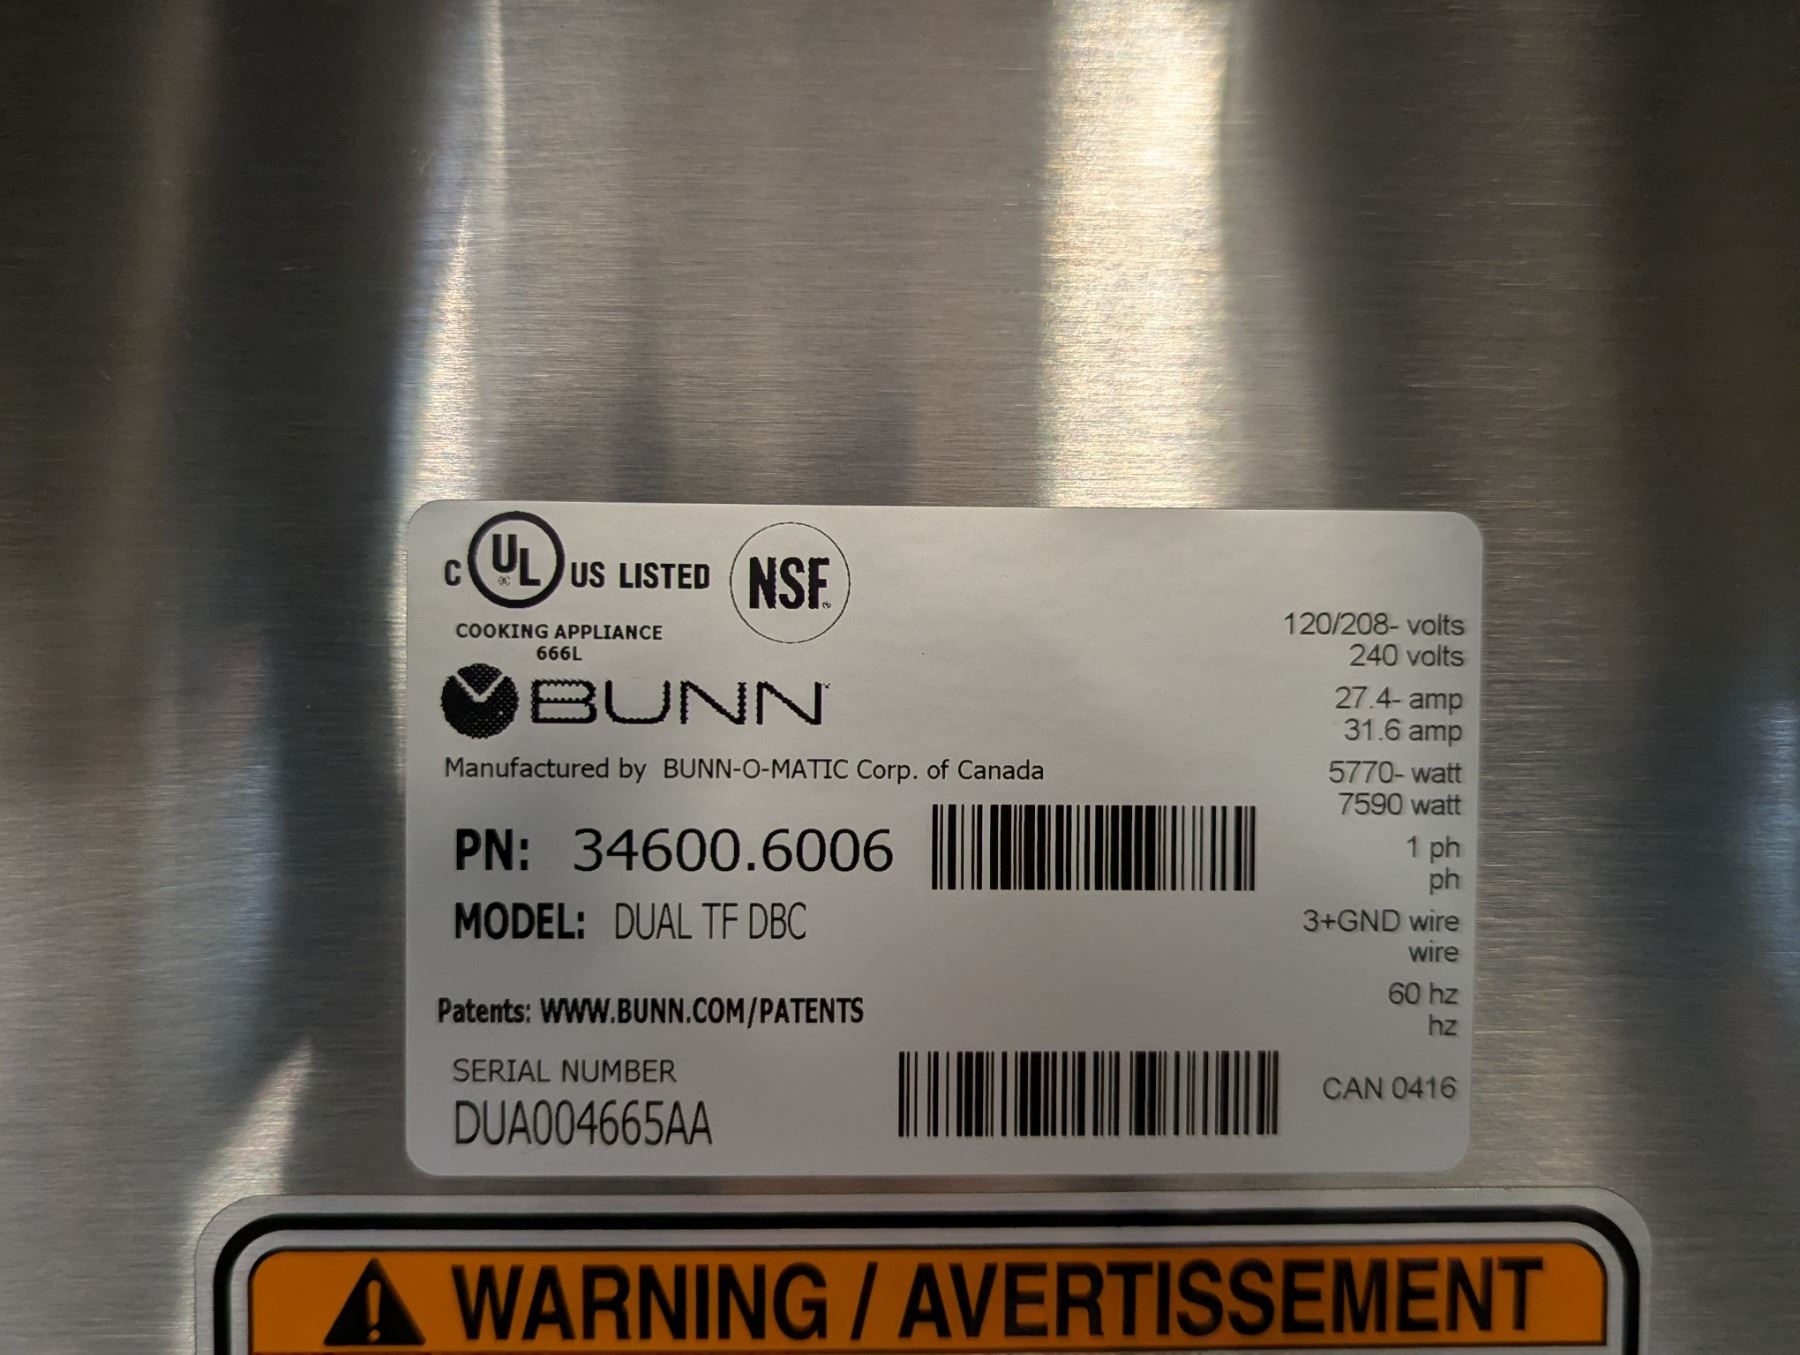 C UL US LISTED NSF
COOKING APPLIANCE
666L
BUNN
Manufactured by BUNN-O-MATIC Corp. of Canada
PN: 34600.6006
MODEL: DUAL TF DBC
Patents: WWW.BUNN.COM/PATENTS
SERIAL NUMBER
DUA004665AA
120/208- volts
240 volts
27.4- amp
31.6 amp
5770- watt
7590 watt
1 ph
ph
3+GND wire
wire
60 hz
hz
CAN 0416
WARNING / AVERTISSEMENT